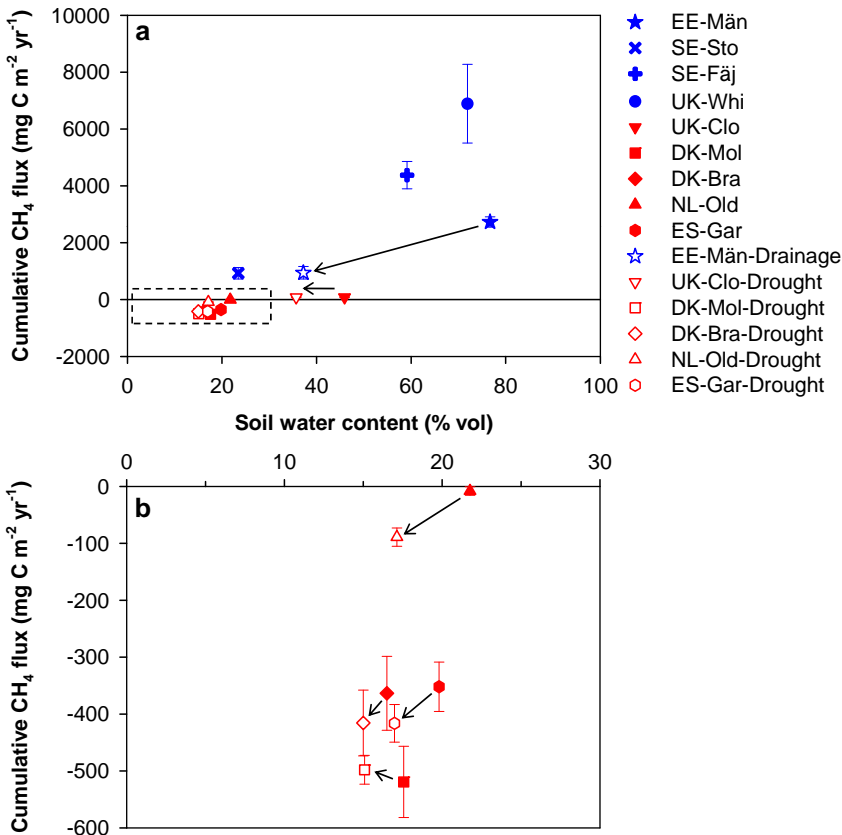 a
Cumulative CH₄ flux (mg C m⁻² yr⁻¹)
10000
8000
6000
4000
2000
0
-2000
0 20 40 60 80 100
Soil water content (% vol)
EE-Män
SE-Sto
SE-Fäj
UK-Whi
UK-Clo
DK-Mol
DK-Bra
NL-Old
ES-Gar
EE-Män-Drainage
UK-Clo-Drought
DK-Mol-Drought
DK-Bra-Drought
NL-Old-Drought
ES-Gar-Drought
0 10 20 30
b
Cumulative CH₄ flux (mg C m⁻² yr⁻¹)
0
-100
-200
-300
-400
-500
-600